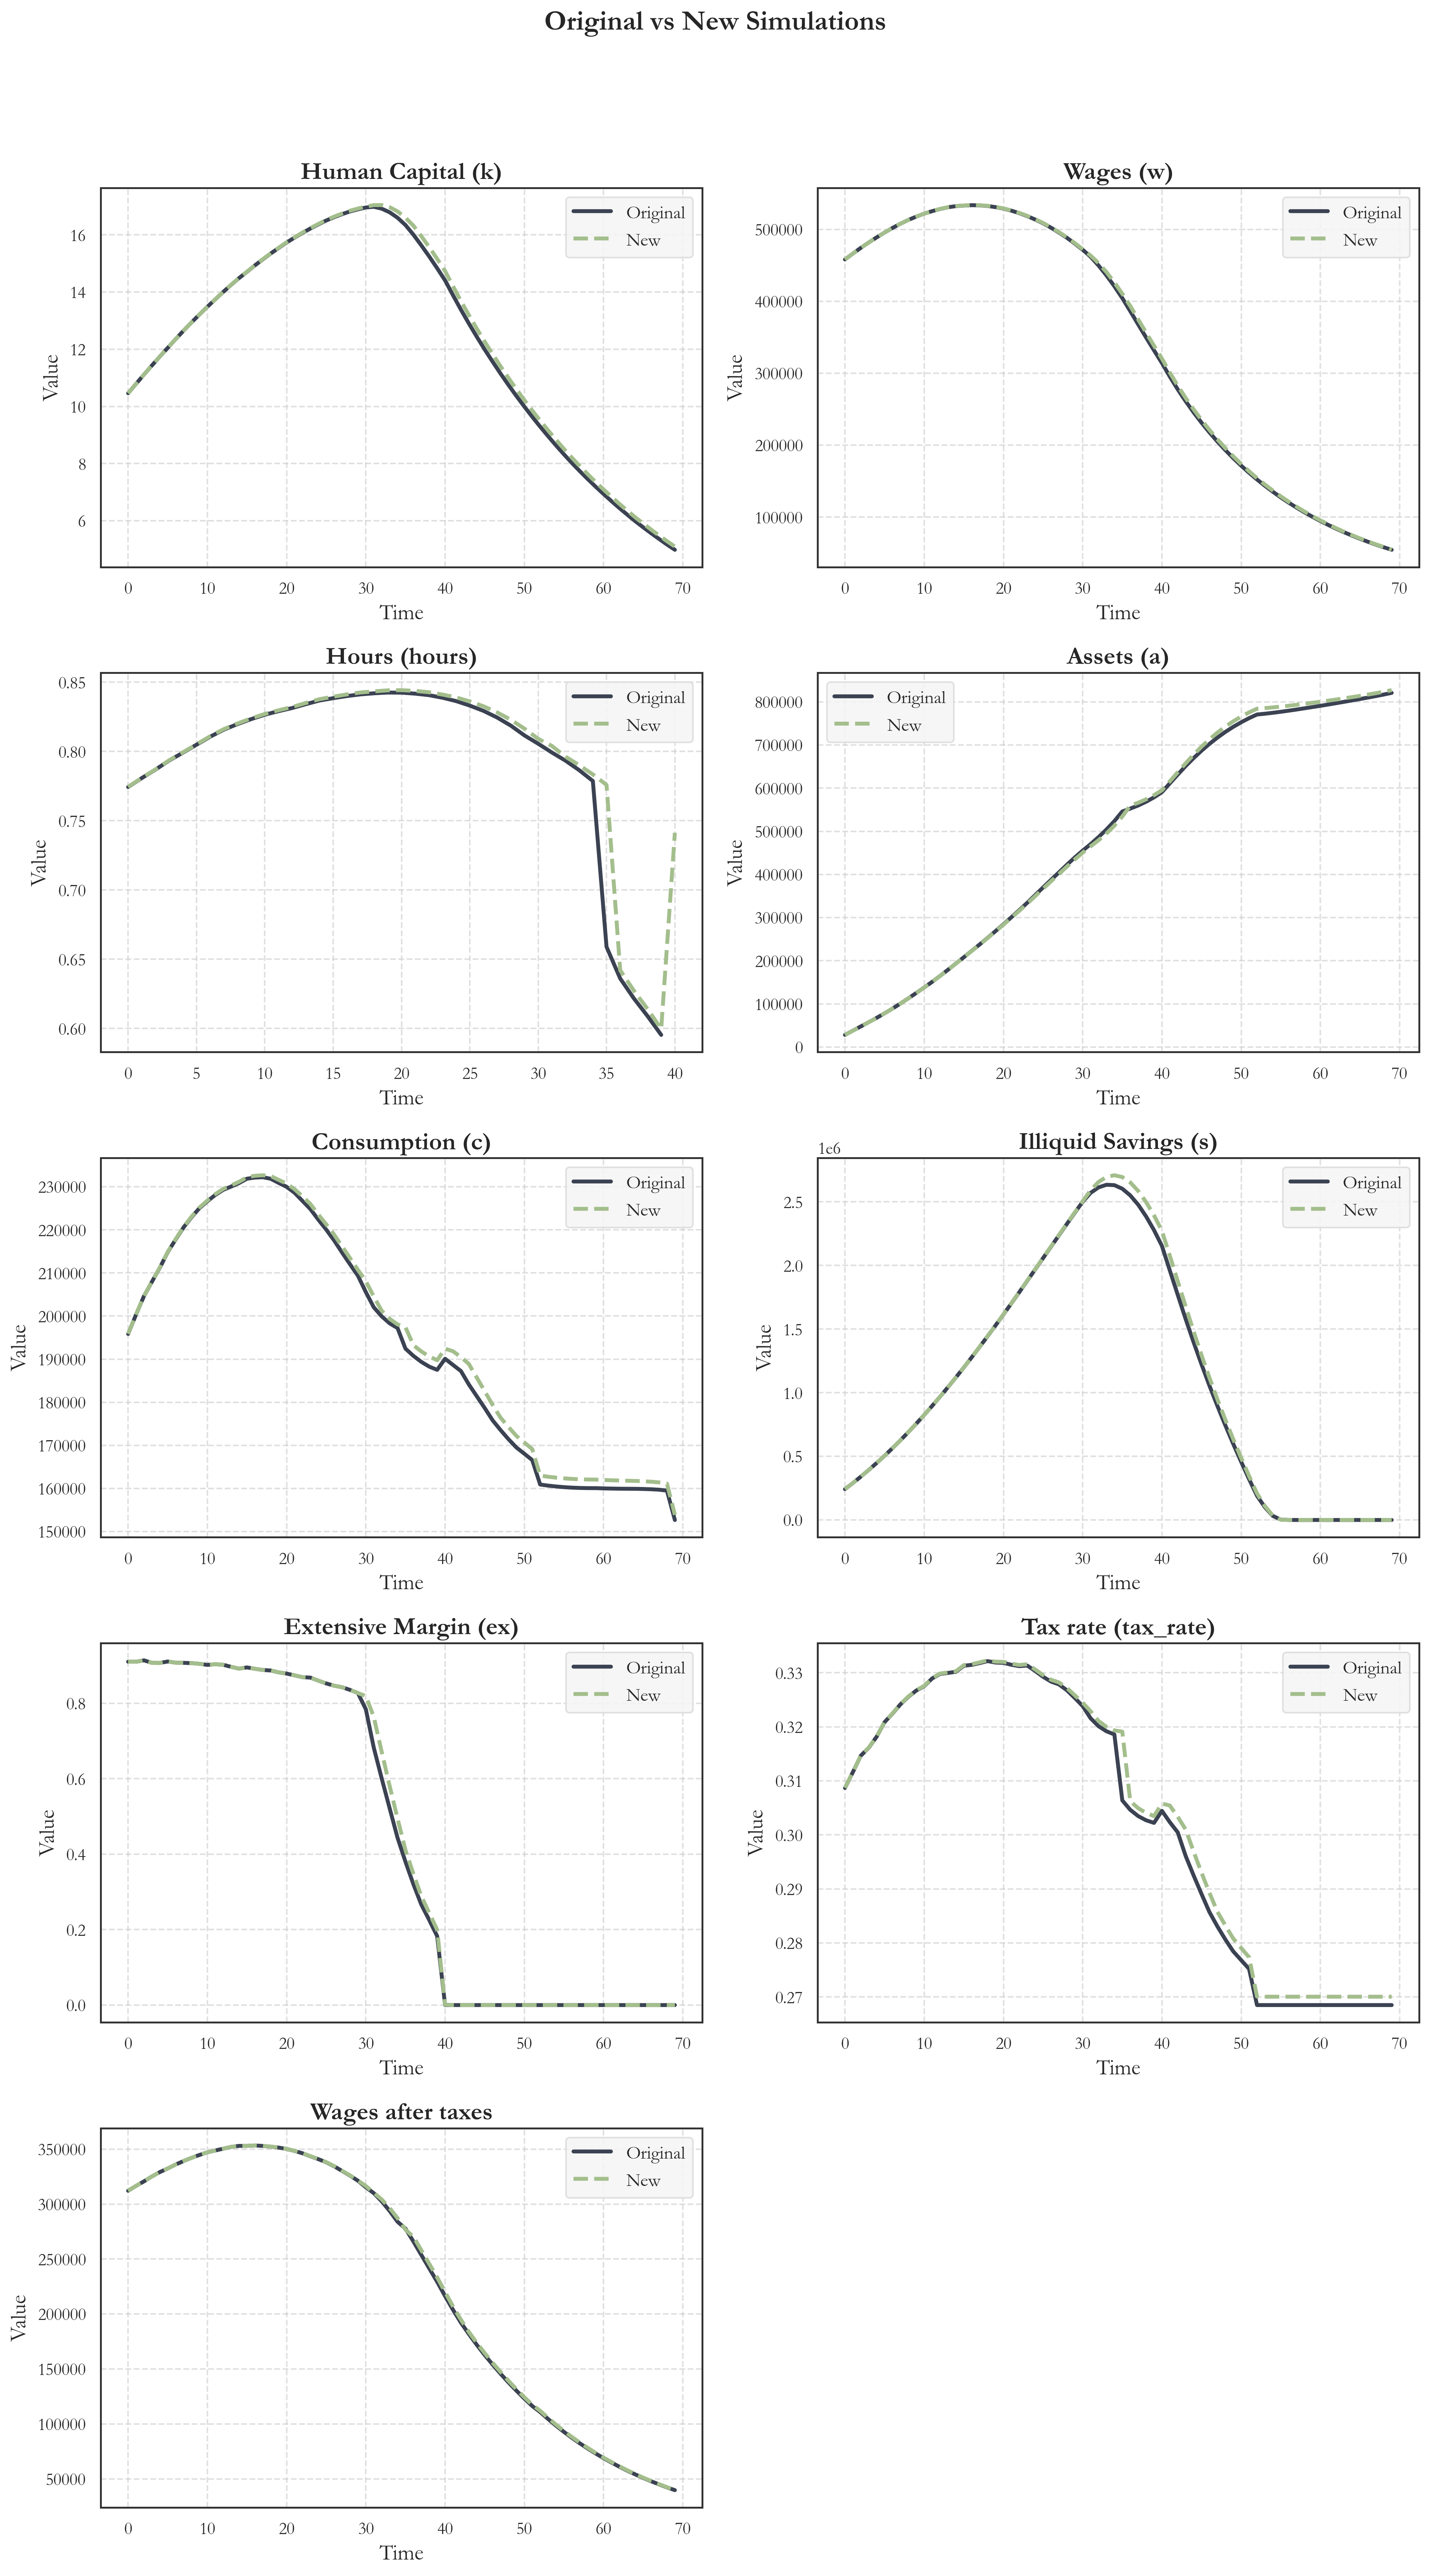 Original vs New Simulations
Human Capital (k)
Value
16
14
12
10
8
6
0 10 20 30 40 50 60 70
Time
Original
New
Wages (w)
Value
500000
400000
300000
200000
100000
0 10 20 30 40 50 60 70
Time
Original
New
Hours (hours)
Value
0.85
0.80
0.75
0.70
0.65
0.60
0 5 10 15 20 25 30 35 40
Time
Original
New
Assets (a)
Value
800000
700000
600000
500000
400000
300000
200000
100000
0
0 10 20 30 40 50 60 70
Time
Original
New
Consumption (c)
Value
230000
220000
210000
200000
190000
180000
170000
160000
150000
0 10 20 30 40 50 60 70
Time
Original
New
Illiquid Savings (s)
1e6
Value
2.5
2.0
1.5
1.0
0.5
0.0
0 10 20 30 40 50 60 70
Time
Original
New
Extensive Margin (ex)
Value
0.8
0.6
0.4
0.2
0.0
0 10 20 30 40 50 60 70
Time
Original
New
Tax rate (tax_rate)
Value
0.33
0.32
0.31
0.30
0.29
0.28
0.27
0 10 20 30 40 50 60 70
Time
Original
New
Wages after taxes
Value
350000
300000
250000
200000
150000
100000
50000
0 10 20 30 40 50 60 70
Time
Original
New